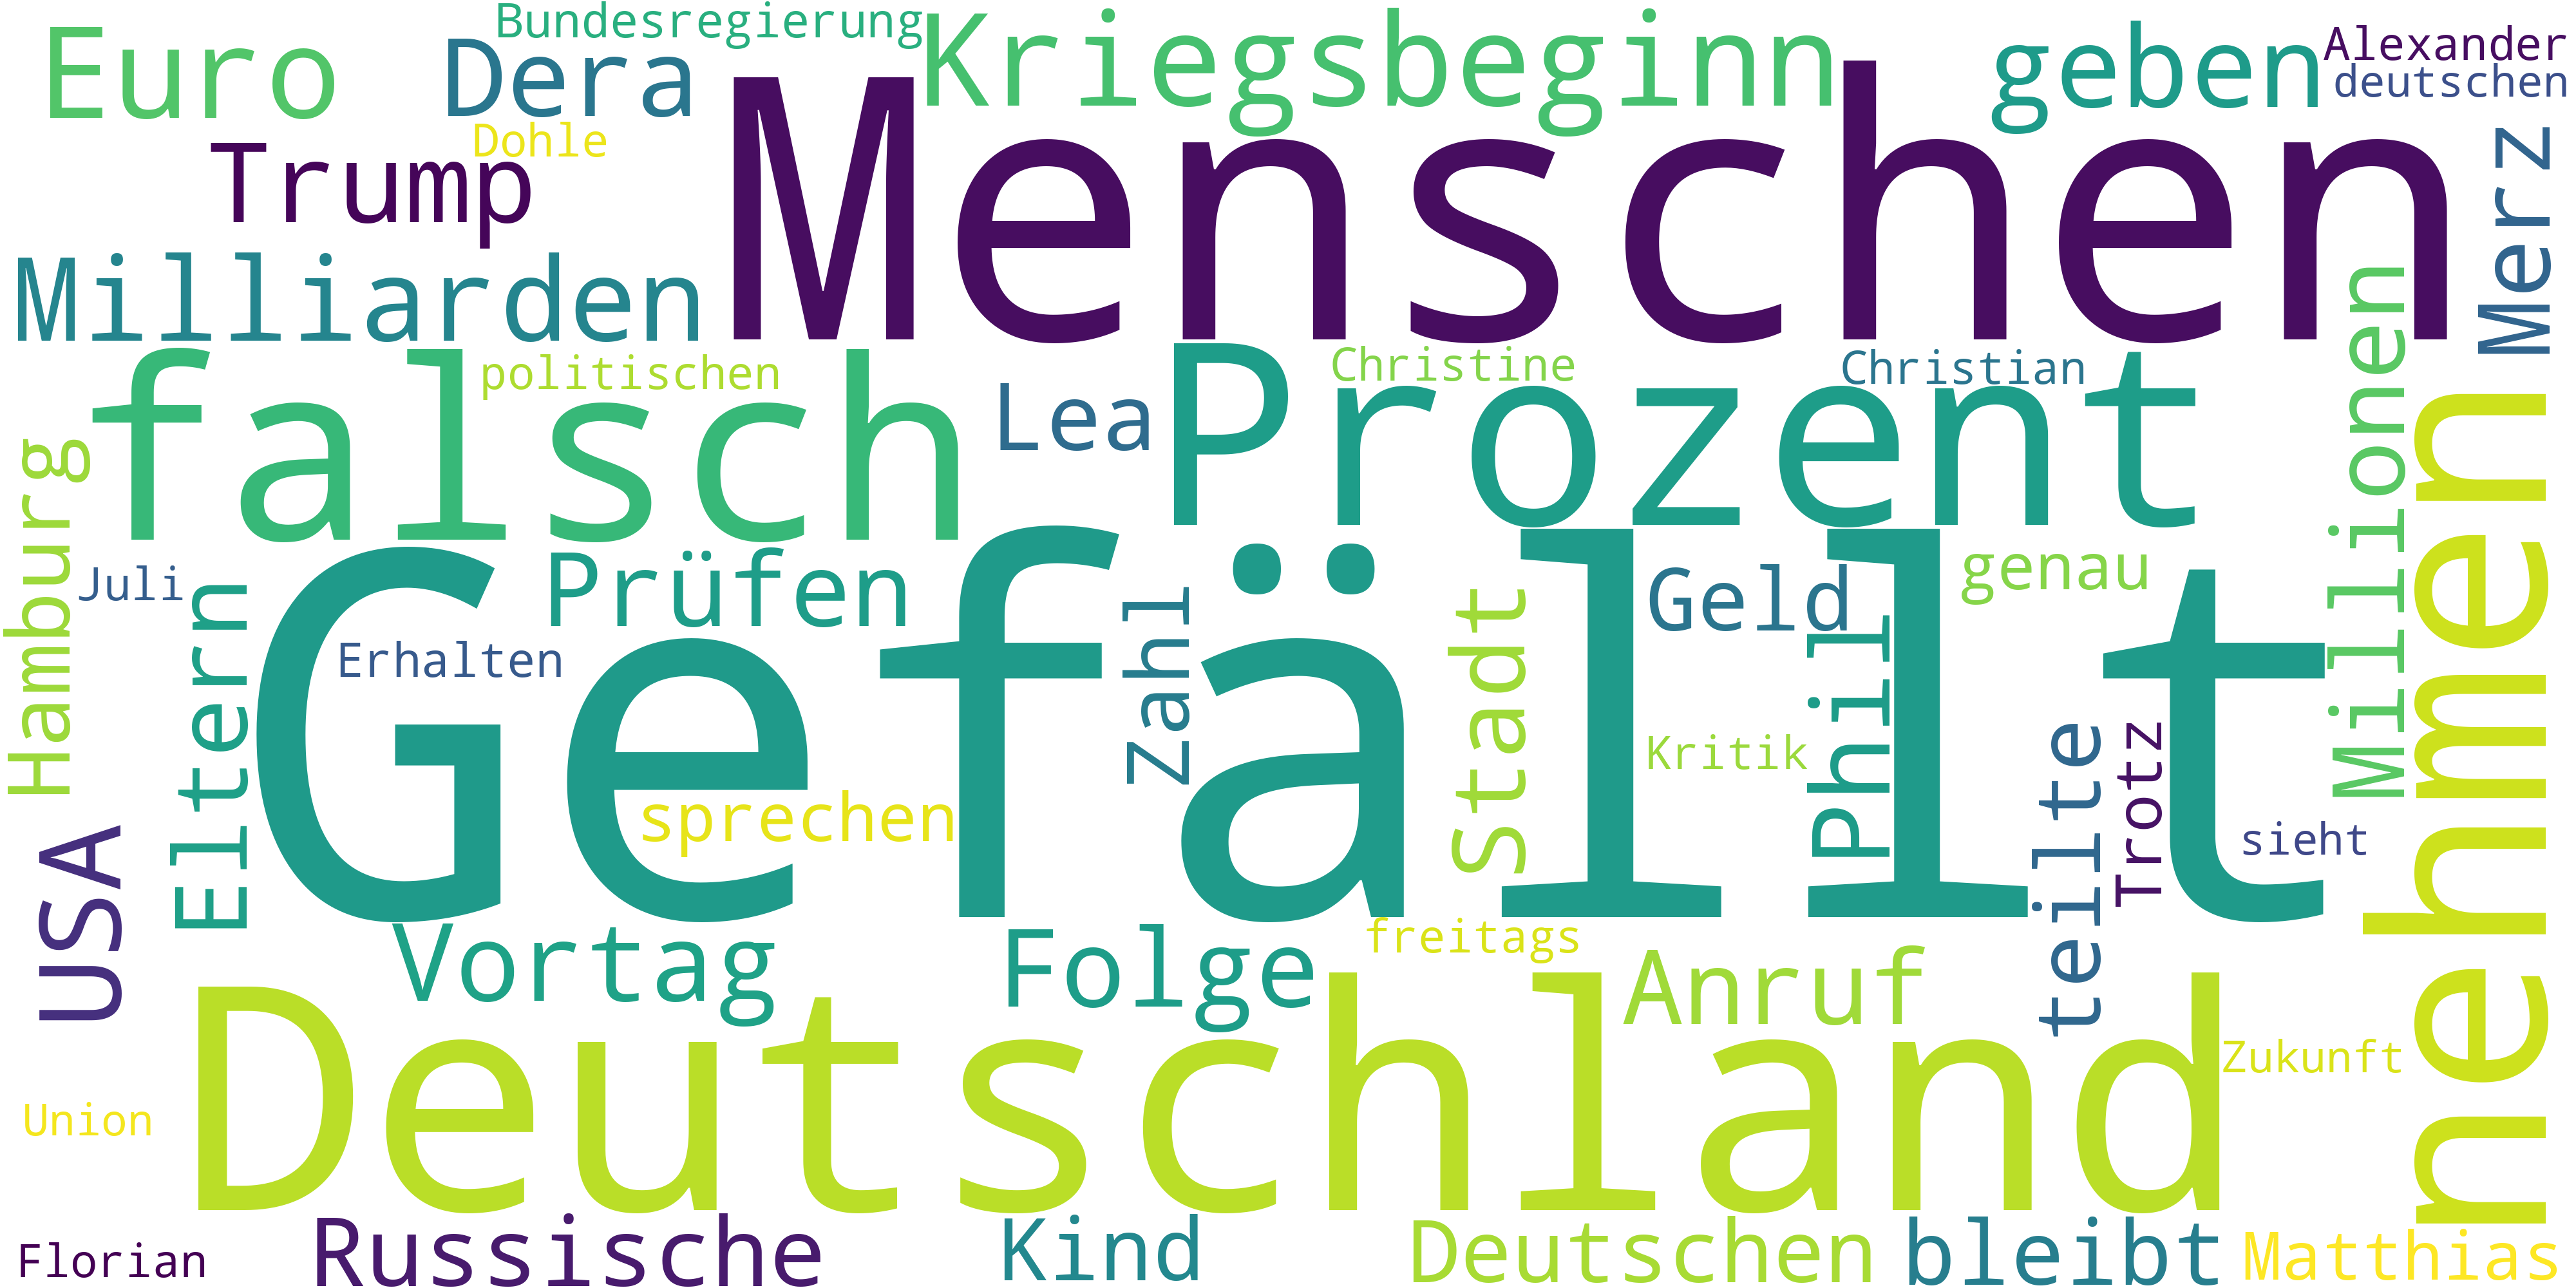 Bundesregierung
Euro
Dera
Kriegsbeginn
geben
Alexander
deutschen
Dohle
Trump
Menschen
Merz
Milliarden
falsch
politischen
Lea
Christine
Christian
Prozent
Millionen
nehmen
Hamburg
Juli
Eltern
Prüfen
Erhalten
Gefällt
Zahl
Stadt
Geld
genau
Phil
Kritik
sprechen
teilte
Trotz
sieht
USA
Vortag
Folge
freitags
Anruf
Deutschland
Zukunft
Union
Florian
Russische
Kind
Deutschen
bleibt
Matthias